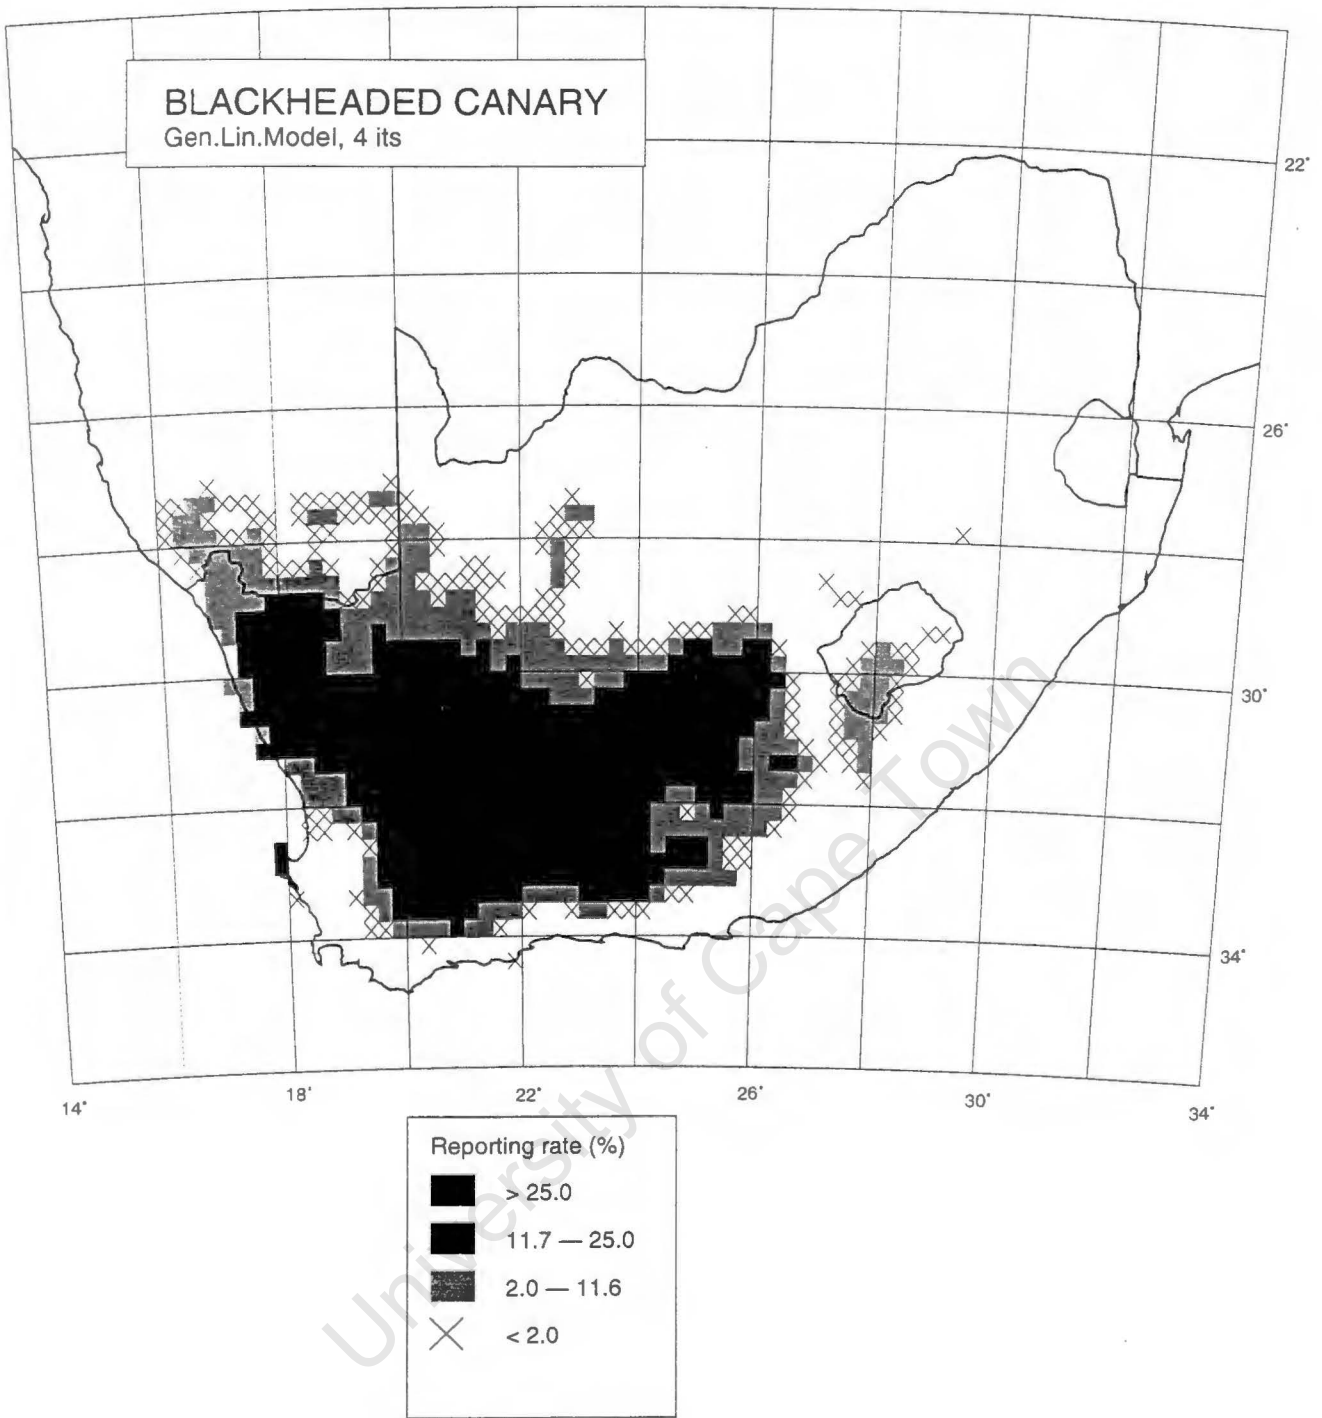 BLACKHEADED CANARY
Gen.Lin.Model, 4 its
22°
26°
30°
34°
14°
18°
22°
26°
30°
34°
Reporting rate (%)
> 25.0
11.7 — 25.0
2.0 — 11.6
< 2.0
University of Cape Town